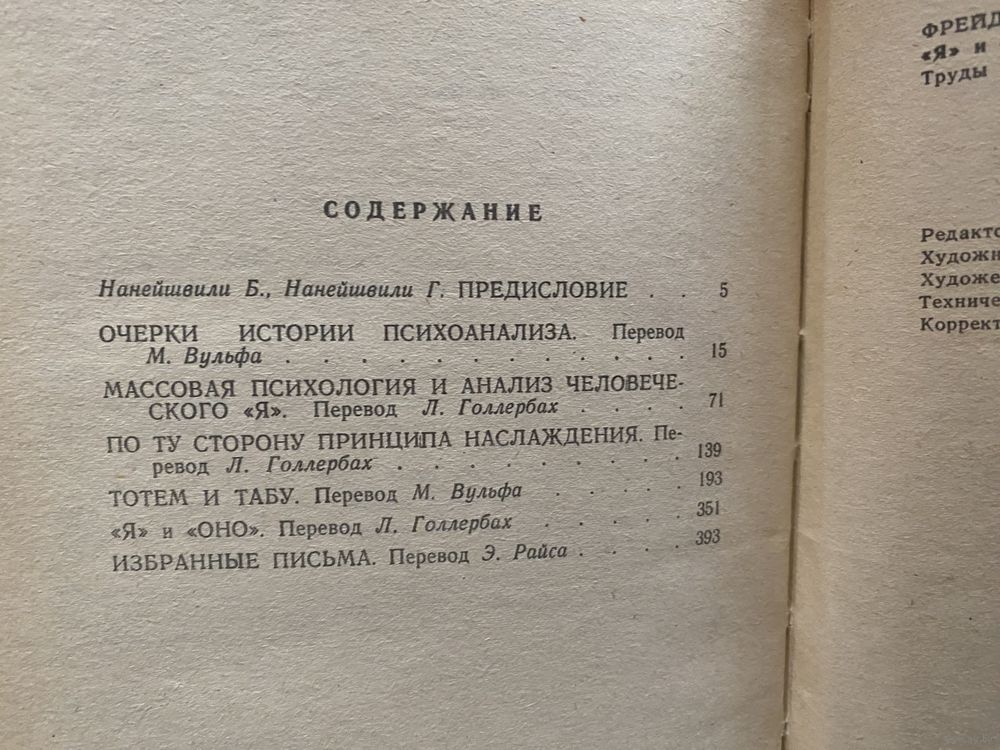 СОДЕРЖАНИЕ
Нанейшвили Б., Нанейшвили Г. ПРЕДИСЛОВИЕ . . 5
ОЧЕРКИ ИСТОРИИ ПСИХОАНАЛИЗА. Перевод
М. Вульфа . . . . . . . . . . . . 15
МАССОВАЯ ПСИХОЛОГИЯ И АНАЛИЗ ЧЕЛОВЕЧЕ-
СКОГО «Я». Перевод Л. Голлербах . . . . 71
ПО ТУ СТОРОНУ ПРИНЦИПА НАСЛАЖДЕНИЯ. Пе-
ревод Л. Голлербах . . . . . . . . . 139
ТОТЕМ И ТАБУ. Перевод М. Вульфа . . . . . 193
«Я» и «ОНО». Перевод Л. Голлербах . . . . . 351
ИЗБРАННЫЕ ПИСЬМА. Перевод Э. Райса . . . . 393
ФРЕЙД
«Я» и
Труды
Редакто
Художн
Художе
Техниче
Коррект